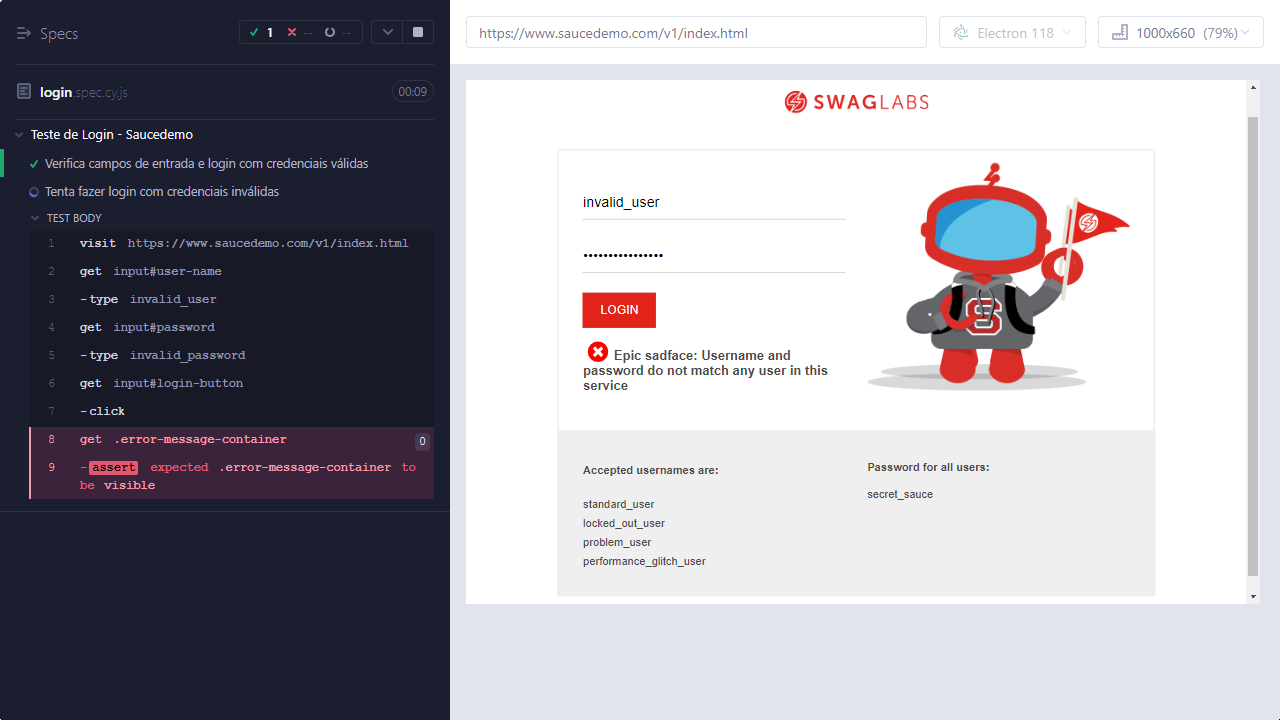 Specs
1
--
--
login.spec.cy.js
00:09
Teste de Login - Saucedemo
Verifica campos de entrada e login com credenciais válidas
Tenta fazer login com credenciais inválidas
TEST BODY
1 visit https://www.saucedemo.com/v1/index.html
2 get input#user-name
3 -type invalid_user
4 get input#password
5 -type invalid_password
6 get input#login-button
7 -click
8 get .error-message-container 0
9 -assert expected .error-message-container to
be visible
https://www.saucedemo.com/v1/index.html
Electron 118
1000x660 (79%)
SWAGLABS
invalid_user
••••••••••••••••
LOGIN
Epic sadface: Username and
password do not match any user in this
service
S
Accepted usernames are:
standard_user
locked_out_user
problem_user
performance_glitch_user
Password for all users:
secret_sauce